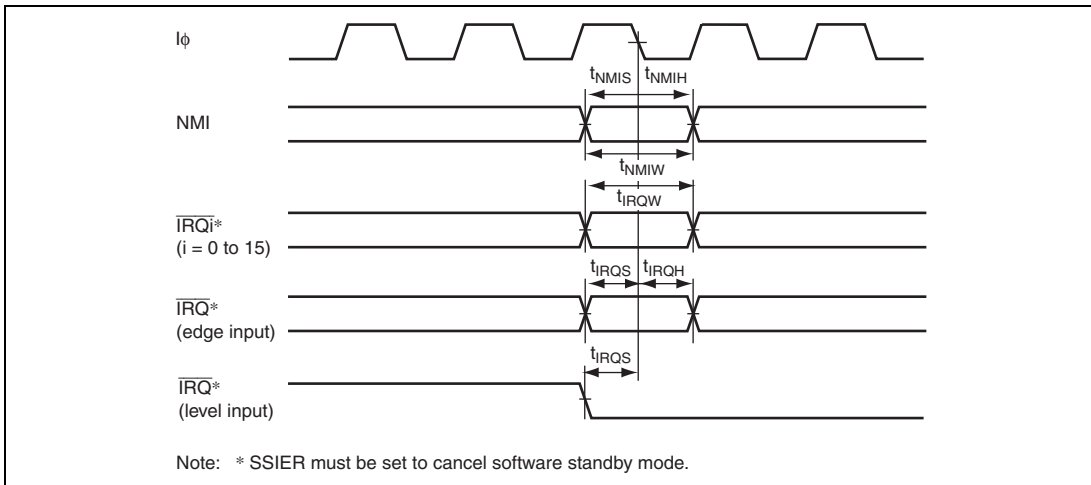 Iϕ
tNMIS tNMIH
NMI
tNMIW
tIRQW
IRQi*
(i = 0 to 15)
tIRQS tIRQH
IRQ*
(edge input)
tIRQS
IRQ*
(level input)
Note: * SSIER must be set to cancel software standby mode.